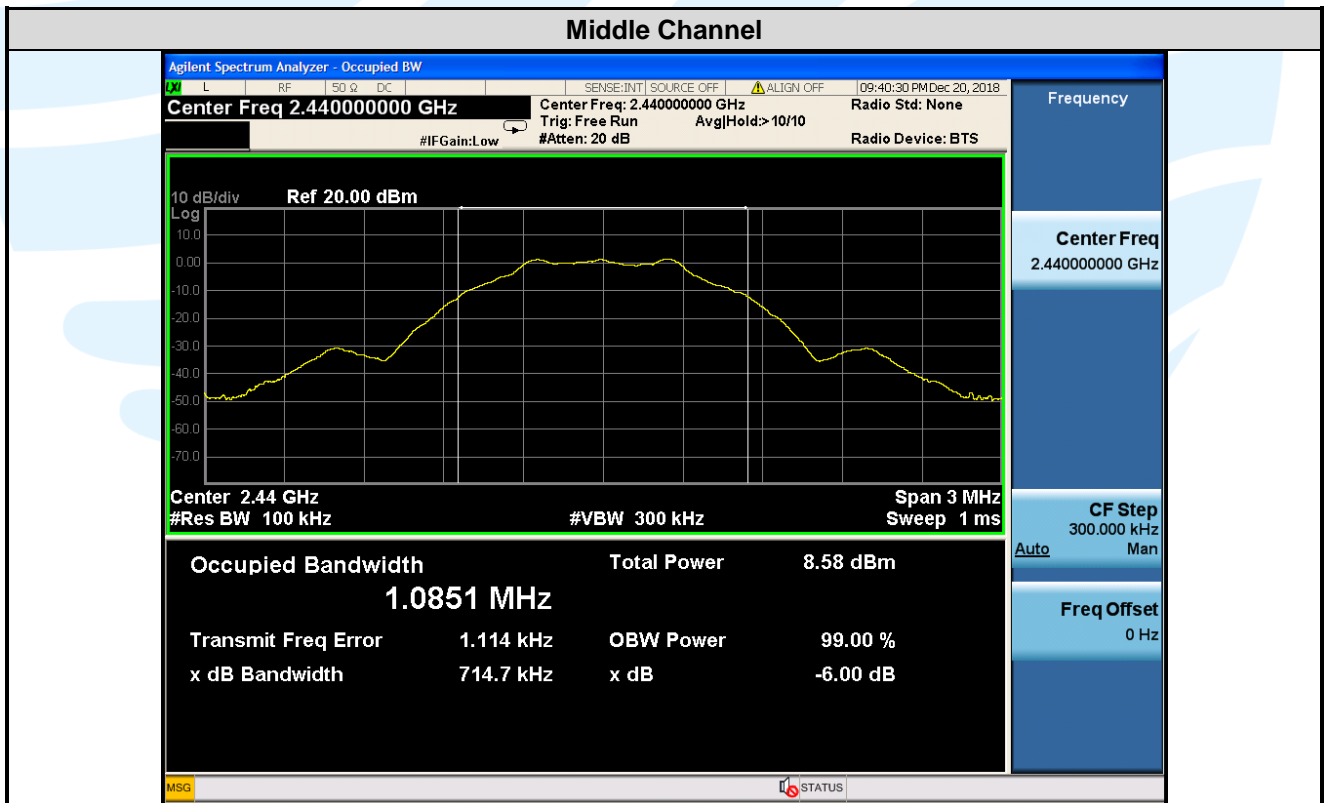 Middle Channel
Agilent Spectrum Analyzer - Occupied BW
LXI L RF 50 Ω DC SENSE:INT SOURCE OFF ALIGN OFF 09:40:30 PM Dec 20, 2018
Center Freq 2.440000000 GHz
Center Freq: 2.440000000 GHz Radio Std: None
Trig: Free Run Avg|Hold:>10/10
#IFGain:Low #Atten: 20 dB Radio Device: BTS
10 dB/div Ref 20.00 dBm
Log
10.0
0.00
-10.0
-20.0
-30.0
-40.0
-50.0
-60.0
-70.0
Center 2.44 GHz Span 3 MHz
#Res BW 100 kHz #VBW 300 kHz Sweep 1 ms
Occupied Bandwidth Total Power 8.58 dBm
1.0851 MHz
Transmit Freq Error 1.114 kHz OBW Power 99.00 %
x dB Bandwidth 714.7 kHz x dB -6.00 dB
MSG STATUS
Frequency
Center Freq
2.440000000 GHz
CF Step
300.000 kHz
Auto Man
Freq Offset
0 Hz